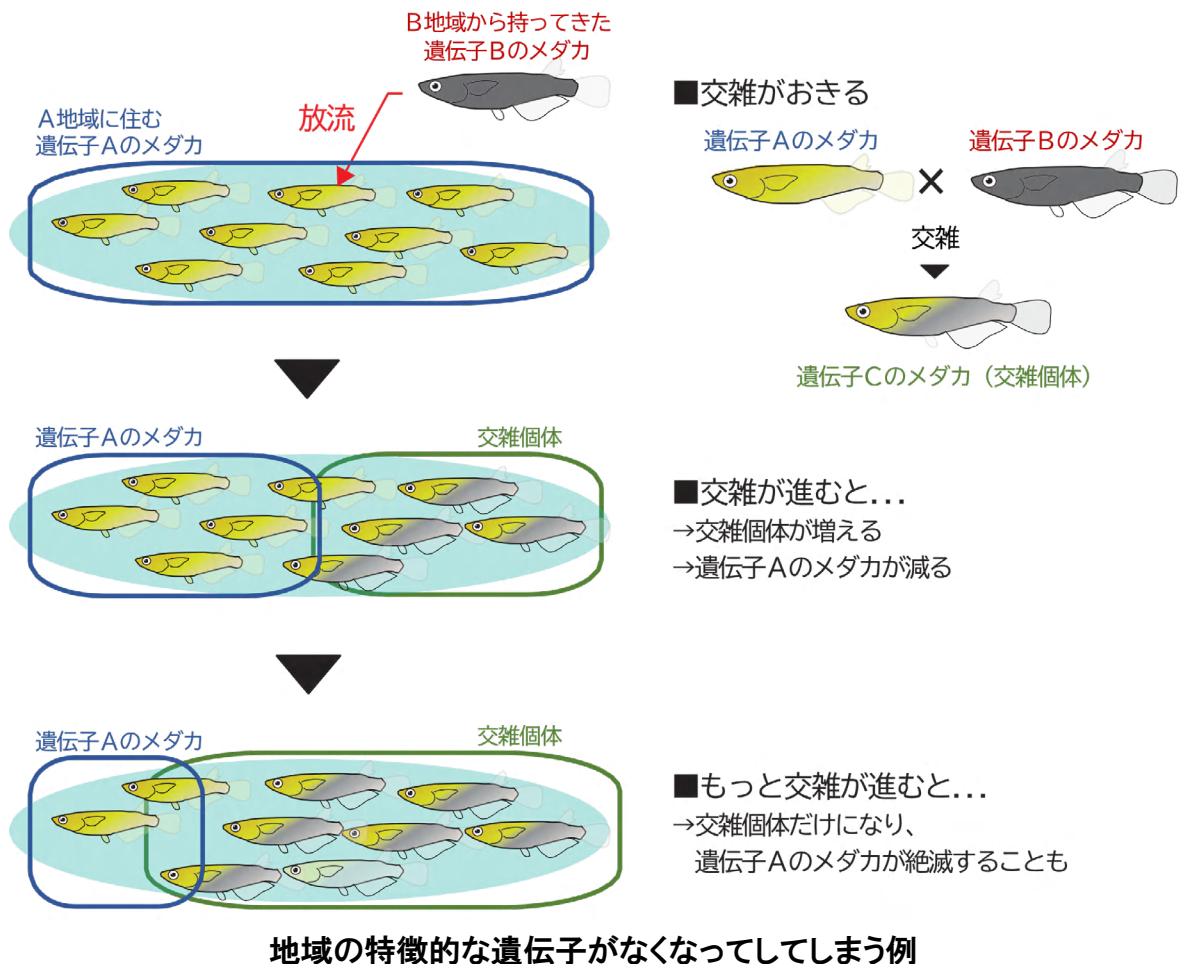 B地域から持ってきた
遺伝子Bのメダカ
A地域に住む
遺伝子Aのメダカ
放流
■交雑がおきる
遺伝子Aのメダカ
×
遺伝子Bのメダカ
交雑
遺伝子Cのメダカ（交雑個体）
遺伝子Aのメダカ
交雑個体
■交雑が進むと...
→交雑個体が増える
→遺伝子Aのメダカが減る
遺伝子Aのメダカ
交雑個体
■もっと交雑が進むと...
→交雑個体だけになり、
遺伝子Aのメダカが絶滅することも
地域の特徴的な遺伝子がなくなってしてしまう例